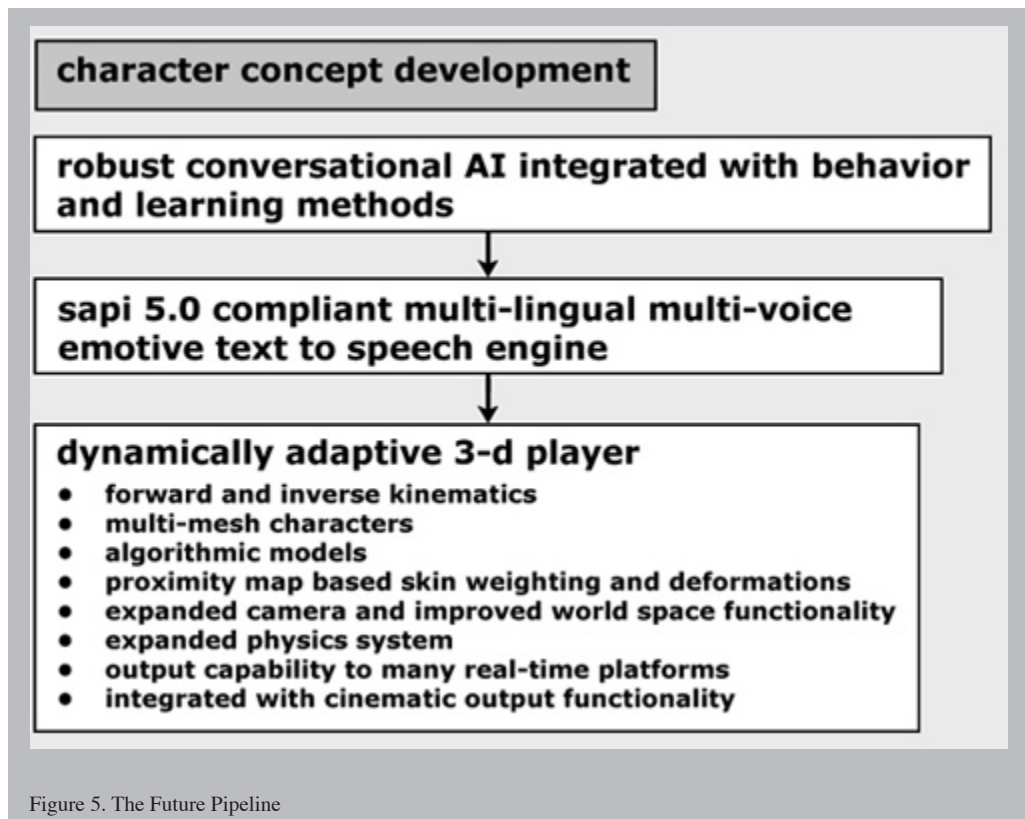 character concept development
robust conversational AI integrated with behavior
and learning methods
sapi 5.0 compliant multi-lingual multi-voice
emotive text to speech engine
dynamically adaptive 3-d player
● forward and inverse kinematics
● multi-mesh characters
● algorithmic models
● proximity map based skin weighting and deformations
● expanded camera and improved world space functionality
● expanded physics system
● output capability to many real-time platforms
● integrated with cinematic output functionality
Figure 5. The Future Pipeline